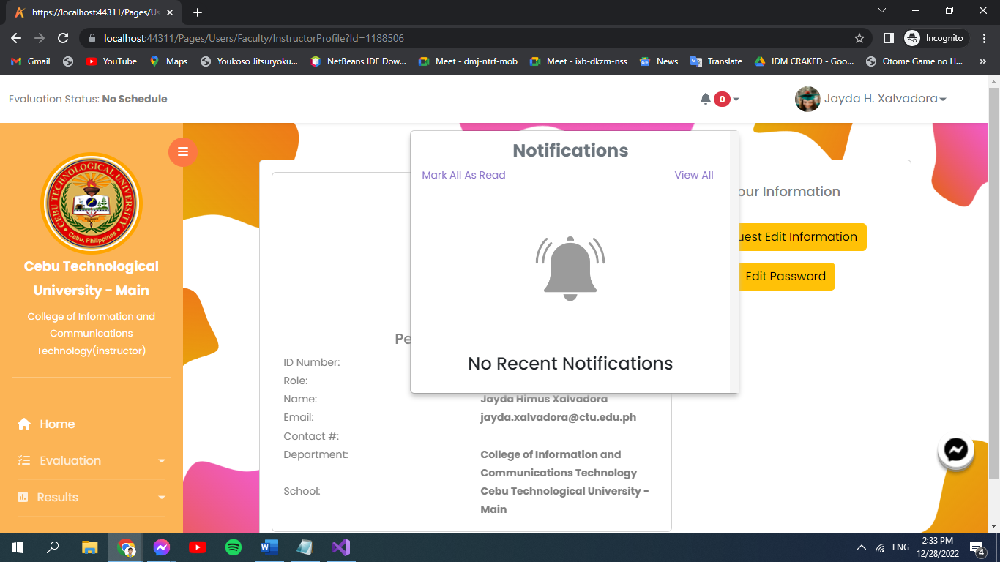 https://localhost:44311/Pages/Us
localhost:44311/Pages/Users/Faculty/InstructorProfile?Id=1188506
Incognito
Gmail
YouTube
Maps
Youkoso Jitsuryoku...
NetBeans IDE Dow...
Meet - dmj-ntrf-mob
Meet - ixb-dkzm-nss
News
Translate
IDM CRAKED - Goo...
Otome Game no H...
»
Evaluation Status: No Schedule
0
Jayda H. Xalvadora
CEBU TECHNOLOGICAL UNIVERSITY
Cebu, Philippines
Cebu Technological
University - Main
College of Information and
Communications
Technology(instructor)
Home
Evaluation
Results
Notifications
Mark All As Read
View All
No Recent Notifications
our Information
uest Edit Information
Edit Password
Pe
ID Number:
Role:
Name:
Jayda Himus Xalvadora
Email:
jayda.xalvadora@ctu.edu.ph
Contact #:
Department:
College of Information and
Communications Technology
School:
Cebu Technological University -
Main
ENG
2:33 PM
12/28/2022
4